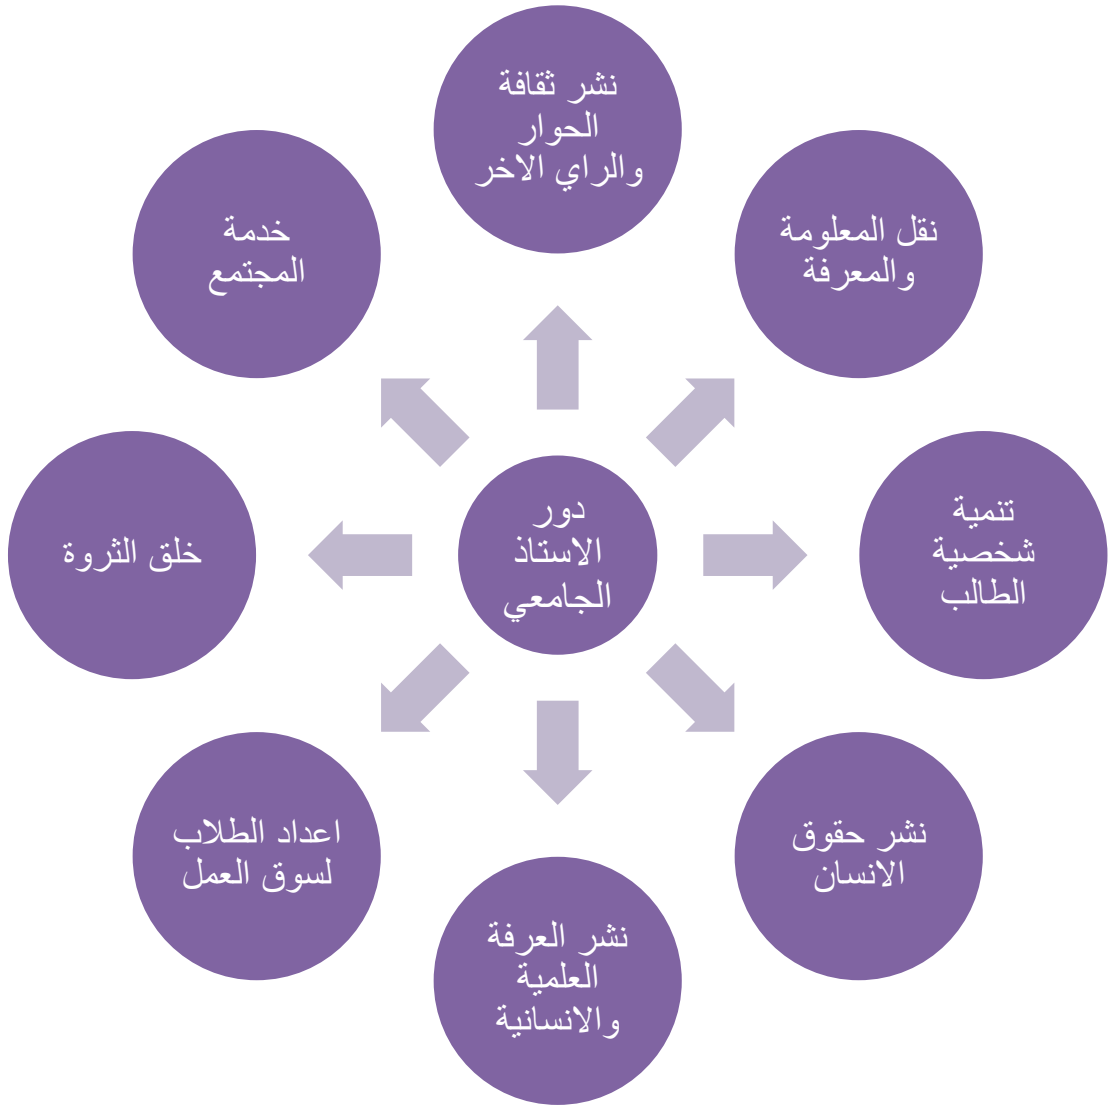 نشر ثقافة
الحوار
والراي الاخر
نقل المعلومة
والمعرفة
تنمية
شخصية
الطالب
نشر حقوق
الانسان
نشر العرفة
العلمية
والانسانية
اعداد الطلاب
لسوق العمل
خلق الثروة
خدمة
المجتمع
دور
الاستاذ
الجامعي